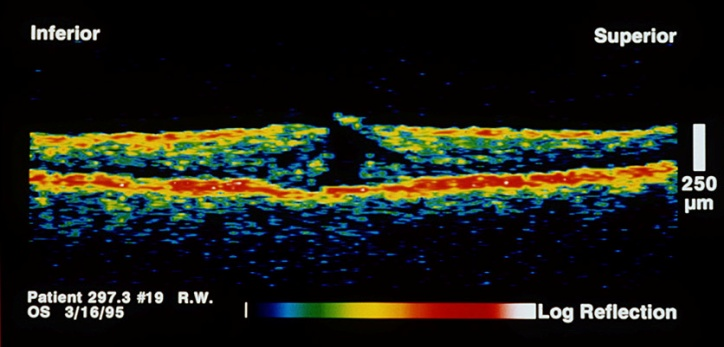 Inferior
Superior
250
μm
Patient 297.3 #19 R.W.
OS 3/16/95
Log Reflection